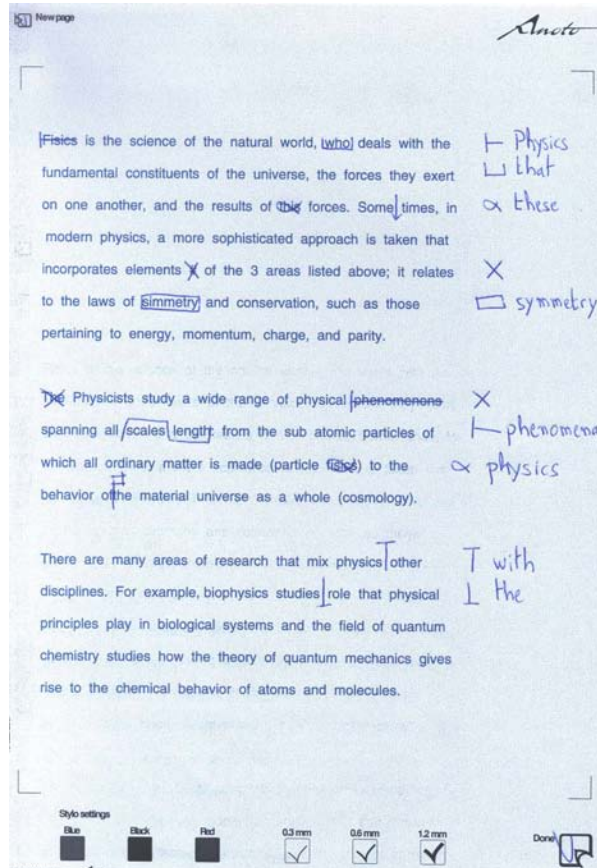 New page
Anoto
Fisics is the science of the natural world, who deals with the Physics
fundamental constituents of the universe, the forces they exert that
on one another, and the results of this forces. Some times, in these
modern physics, a more sophisticated approach is taken that
incorporates elements of the 3 areas listed above; it relates X
to the laws of simmetry and conservation, such as those symmetry
pertaining to energy, momentum, charge, and parity.
The Physicists study a wide range of physical phenomenons X
spanning all scales length from the sub atomic particles of phenomena
which all ordinary matter is made (particle fisics) to the physics
behavior ofthe material universe as a whole (cosmology).
There are many areas of research that mix physics other with
disciplines. For example, biophysics studies role that physical the
principles play in biological systems and the field of quantum
chemistry studies how the theory of quantum mechanics gives
rise to the chemical behavior of atoms and molecules.
Stylo settings
Blue Black Red 0.3 mm 0.6 mm 1.2 mm Done